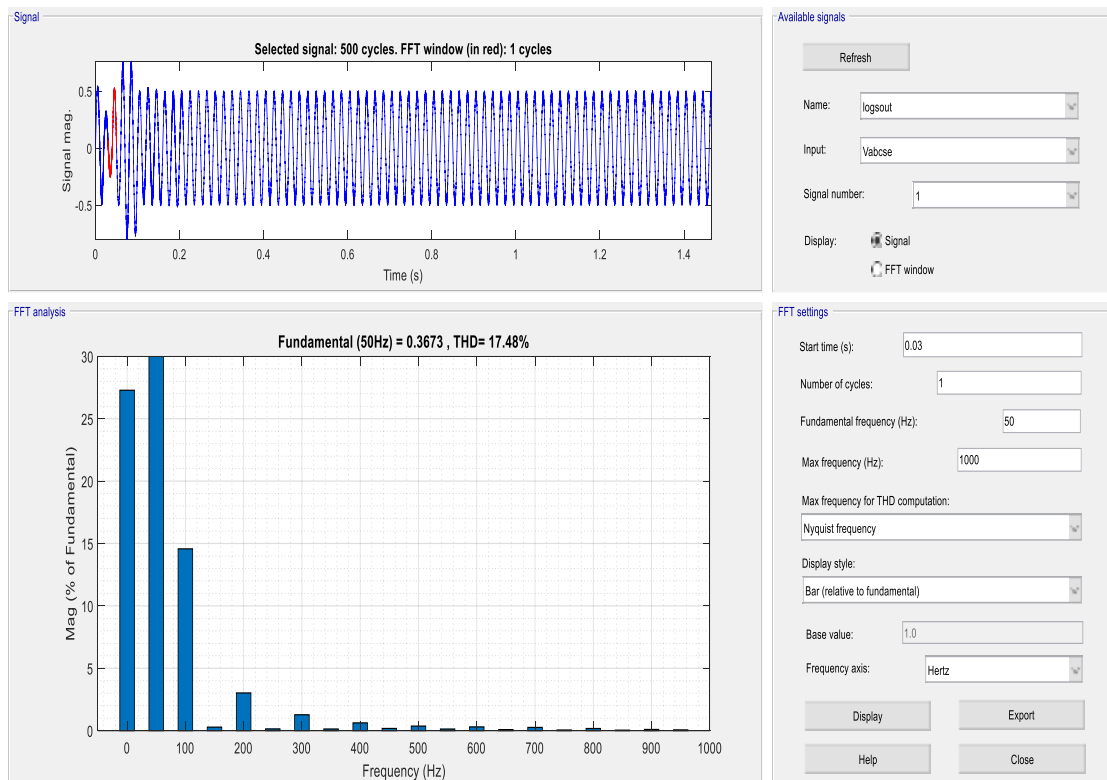 Signal
Selected signal: 500 cycles. FFT window (in red): 1 cycles
Signal mag.
0.5
0
-0.5
0 0.2 0.4 0.6 0.8 1 1.2 1.4
Time (s)
Available signals
Refresh
Name: logsout
Input: Vabcse
Signal number: 1
Display: Signal
FFT window
FFT analysis
Fundamental (50Hz) = 0.3673 , THD= 17.48%
Mag (% of Fundamental)
30
25
20
15
10
5
0
0 100 200 300 400 500 600 700 800 900 1000
Frequency (Hz)
FFT settings
Start time (s): 0.03
Number of cycles: 1
Fundamental frequency (Hz): 50
Max frequency (Hz): 1000
Max frequency for THD computation:
Nyquist frequency
Display style:
Bar (relative to fundamental)
Base value: 1.0
Frequency axis: Hertz
Display Export
Help Close